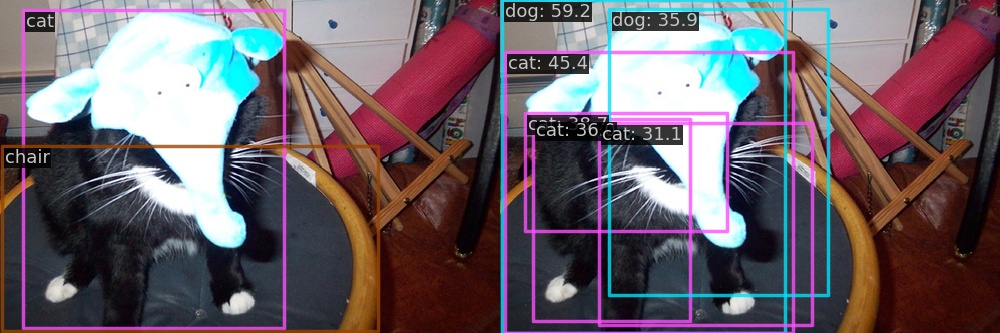 cat
chair
dog: 59.2
dog: 35.9
cat: 45.4
cat: 38.7
cat: 36
cat: 31.1